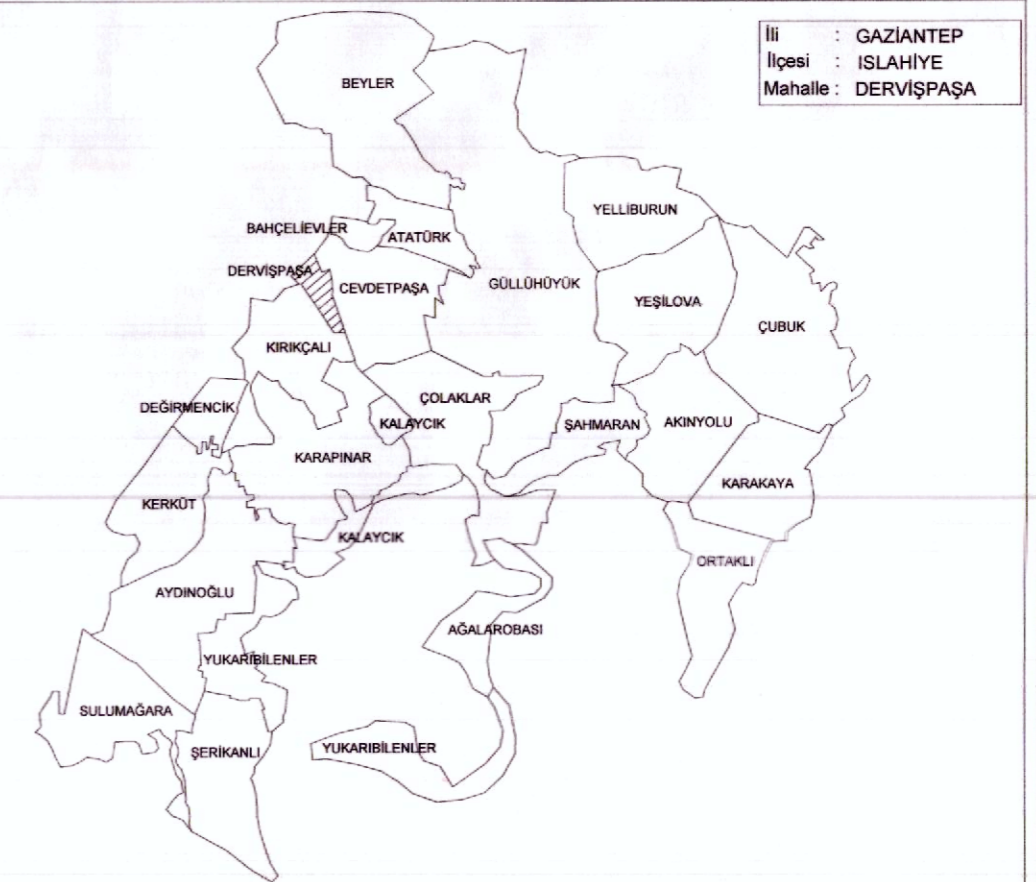 İli : GAZİANTEP
İlçesi : ISLAHİYE
Mahalle : DERVİŞPAŞA
BEYLER
YELLİBURUN
BAHÇELİEVLER
ATATÜRK
DERVİŞPAŞA
CEVDETPAŞA
GÜLLÜHÜYÜK
YEŞİLOVA
ÇUBUK
KIRIKÇALI
DEĞİRMENCİK
ÇOLAKLAR
KALAYCIK
ŞAHMARAN
AKINYOLU
KARAPINAR
KARAKAYA
KERKÜT
KALAYCIK
ORTAKLI
AYDINOĞLU
AĞALAROBASI
YUKARIBİLENLER
SULUMAĞARA
ŞERİKANLI
YUKARIBİLENLER